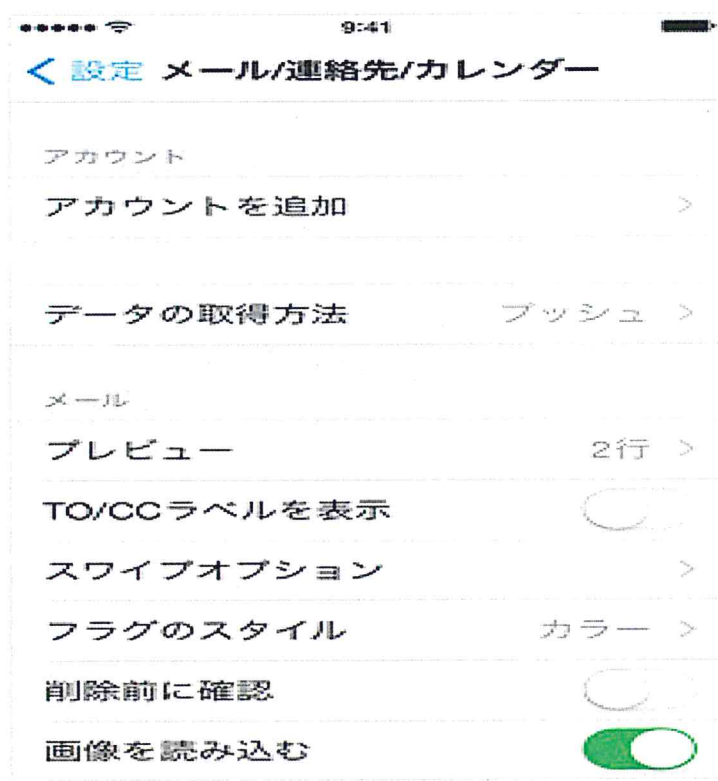 9:41
設定 メール/連絡先/カレンダー
アカウント
アカウントを追加
データの取得方法 プッシュ
メール
プレビュー 2行
TO/CCラベルを表示
スワイプオプション
フラグのスタイル カラー
削除前に確認
画像を読み込む